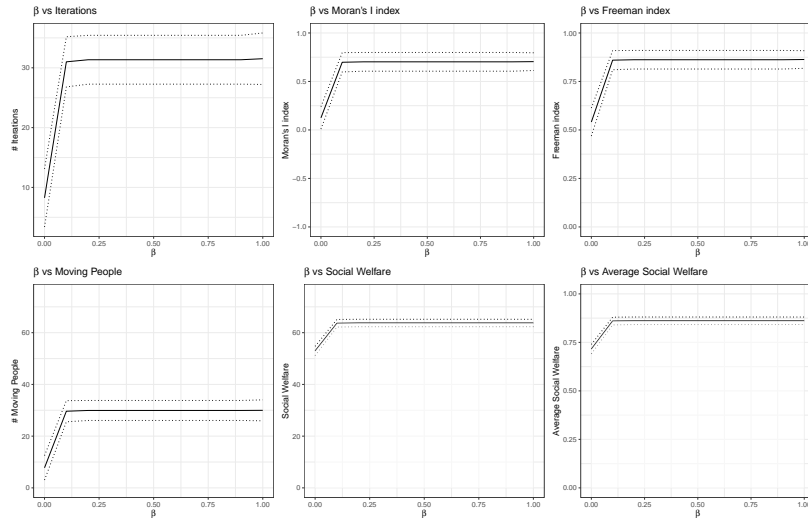 β vs Iterations
# Iterations
30
20
10
0.00 0.25 0.50 0.75 1.00
β
β vs Moran's I index
Moran's I index
1.0
0.5
0.0
−0.5
−1.0
0.00 0.25 0.50 0.75 1.00
β
β vs Freeman index
Freeman index
1.00
0.75
0.50
0.25
0.00
0.00 0.25 0.50 0.75 1.00
β
β vs Moving People
# Moving People
60
40
20
0
0.00 0.25 0.50 0.75 1.00
β
β vs Social Welfare
Social Welfare
60
40
20
0
0.00 0.25 0.50 0.75 1.00
β
β vs Average Social Welfare
Average Social Welfare
1.00
0.75
0.50
0.25
0.00
0.00 0.25 0.50 0.75 1.00
β